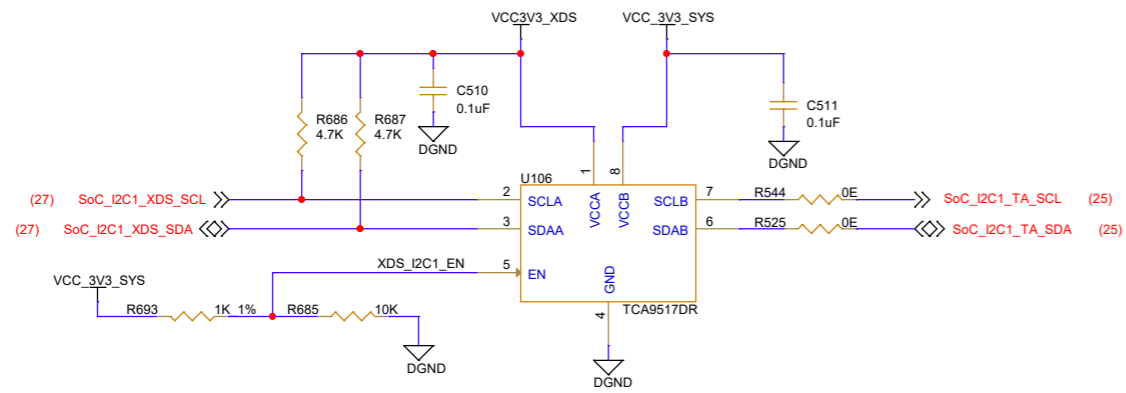 VCC3V3_XDS
VCC_3V3_SYS
C510
0.1uF
DGND
C511
0.1uF
DGND
R686
4.7K
R687
4.7K
U106
1
8
VCCA
VCCB
(27) SoC_I2C1_XDS_SCL
2
SCLA
SCLB
7
R544
0E
SoC_I2C1_TA_SCL (25)
(27) SoC_I2C1_XDS_SDA
3
SDAA
SDAB
6
R525
0E
SoC_I2C1_TA_SDA (25)
XDS_I2C1_EN
5
EN
GND
4
TCA9517DR
DGND
VCC_3V3_SYS
R693
1K 1%
R685
10K
DGND